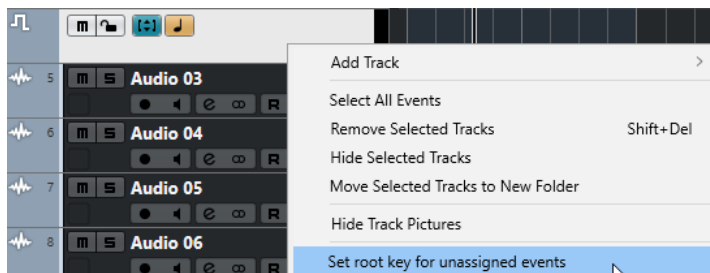 m
Add Track
5 m S Audio 03
Select All Events
e R
Remove Selected Tracks Shift+Del
6 m S Audio 04
Hide Selected Tracks
e R
Move Selected Tracks to New Folder
7 m S Audio 05
e R
Hide Track Pictures
8 m S Audio 06
Set root key for unassigned events
e R